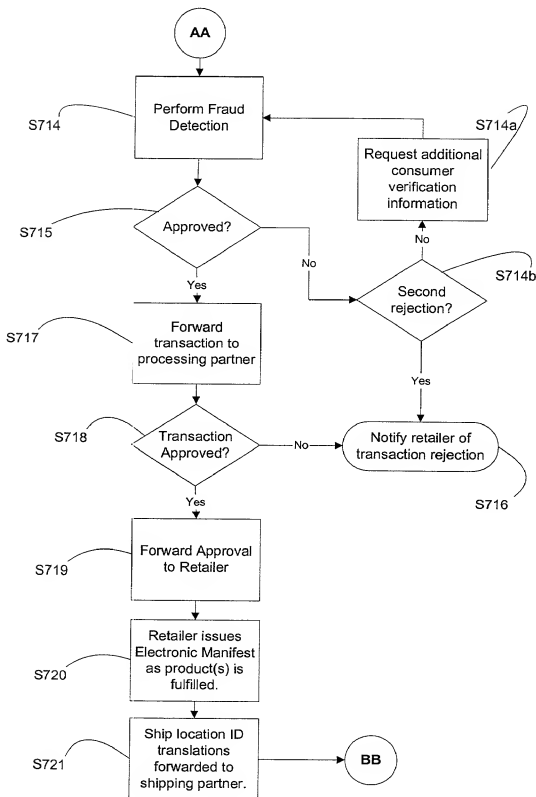 AA
Perform Fraud
Detection
S714
S714a
Request additional
consumer
verification
information
S715
Approved?
No
No
S714b
Second
rejection?
Yes
S717
Forward
transaction to
processing partner
Yes
S718
Transaction
Approved?
No
Notify retailer of
transaction rejection
S716
Yes
Forward Approval
to Retailer
S719
Retailer issues
Electronic Manifest
as product(s) is
fulfilled.
S720
Ship location ID
translations
forwarded to
shipping partner.
S721
BB